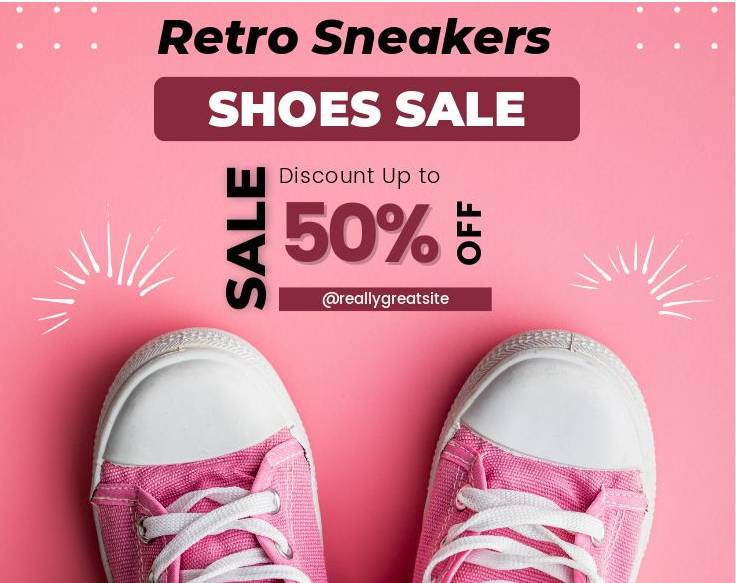 Retro Sneakers
SHOES SALE
SALE
Discount Up to
50%
OFF
@reallygreatsite